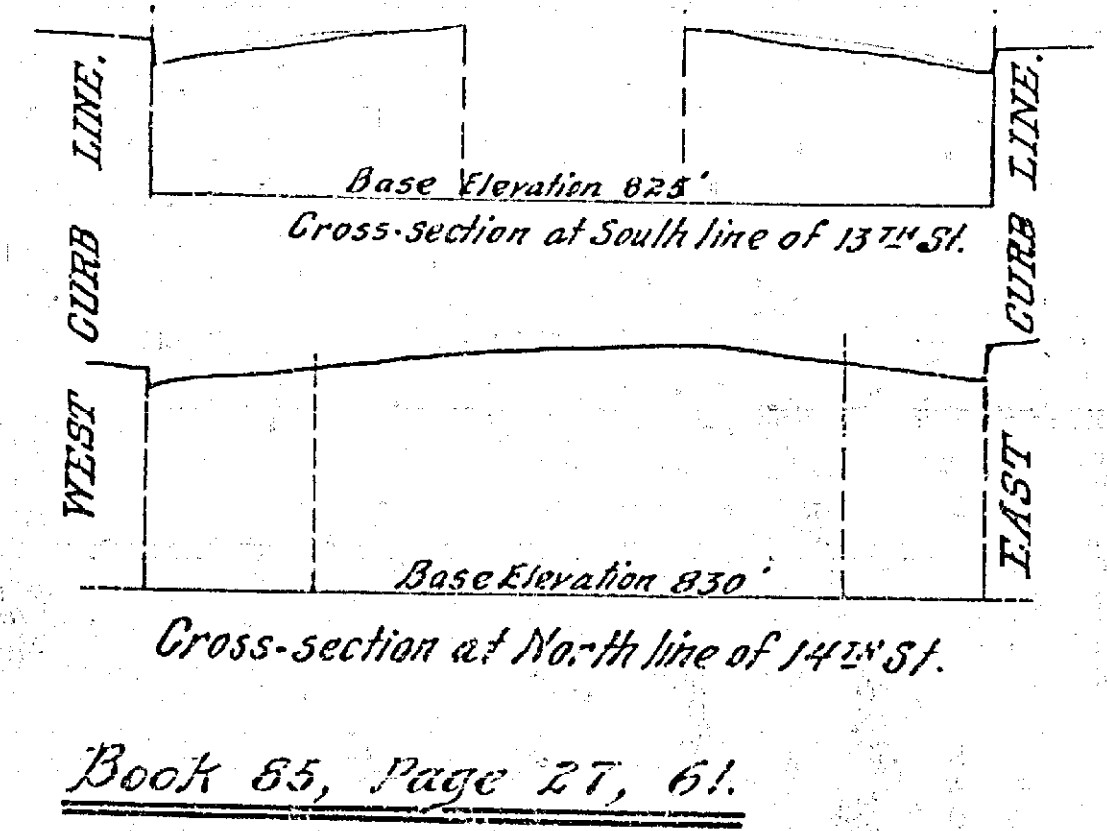 WEST CURB LINE.
EAST CURB LINE.
Base Elevation 825'
Cross-section at South line of 13TH St.
Base Elevation 830'
Cross-section at North line of 14TH St.
Book 85, Page 27, 61.